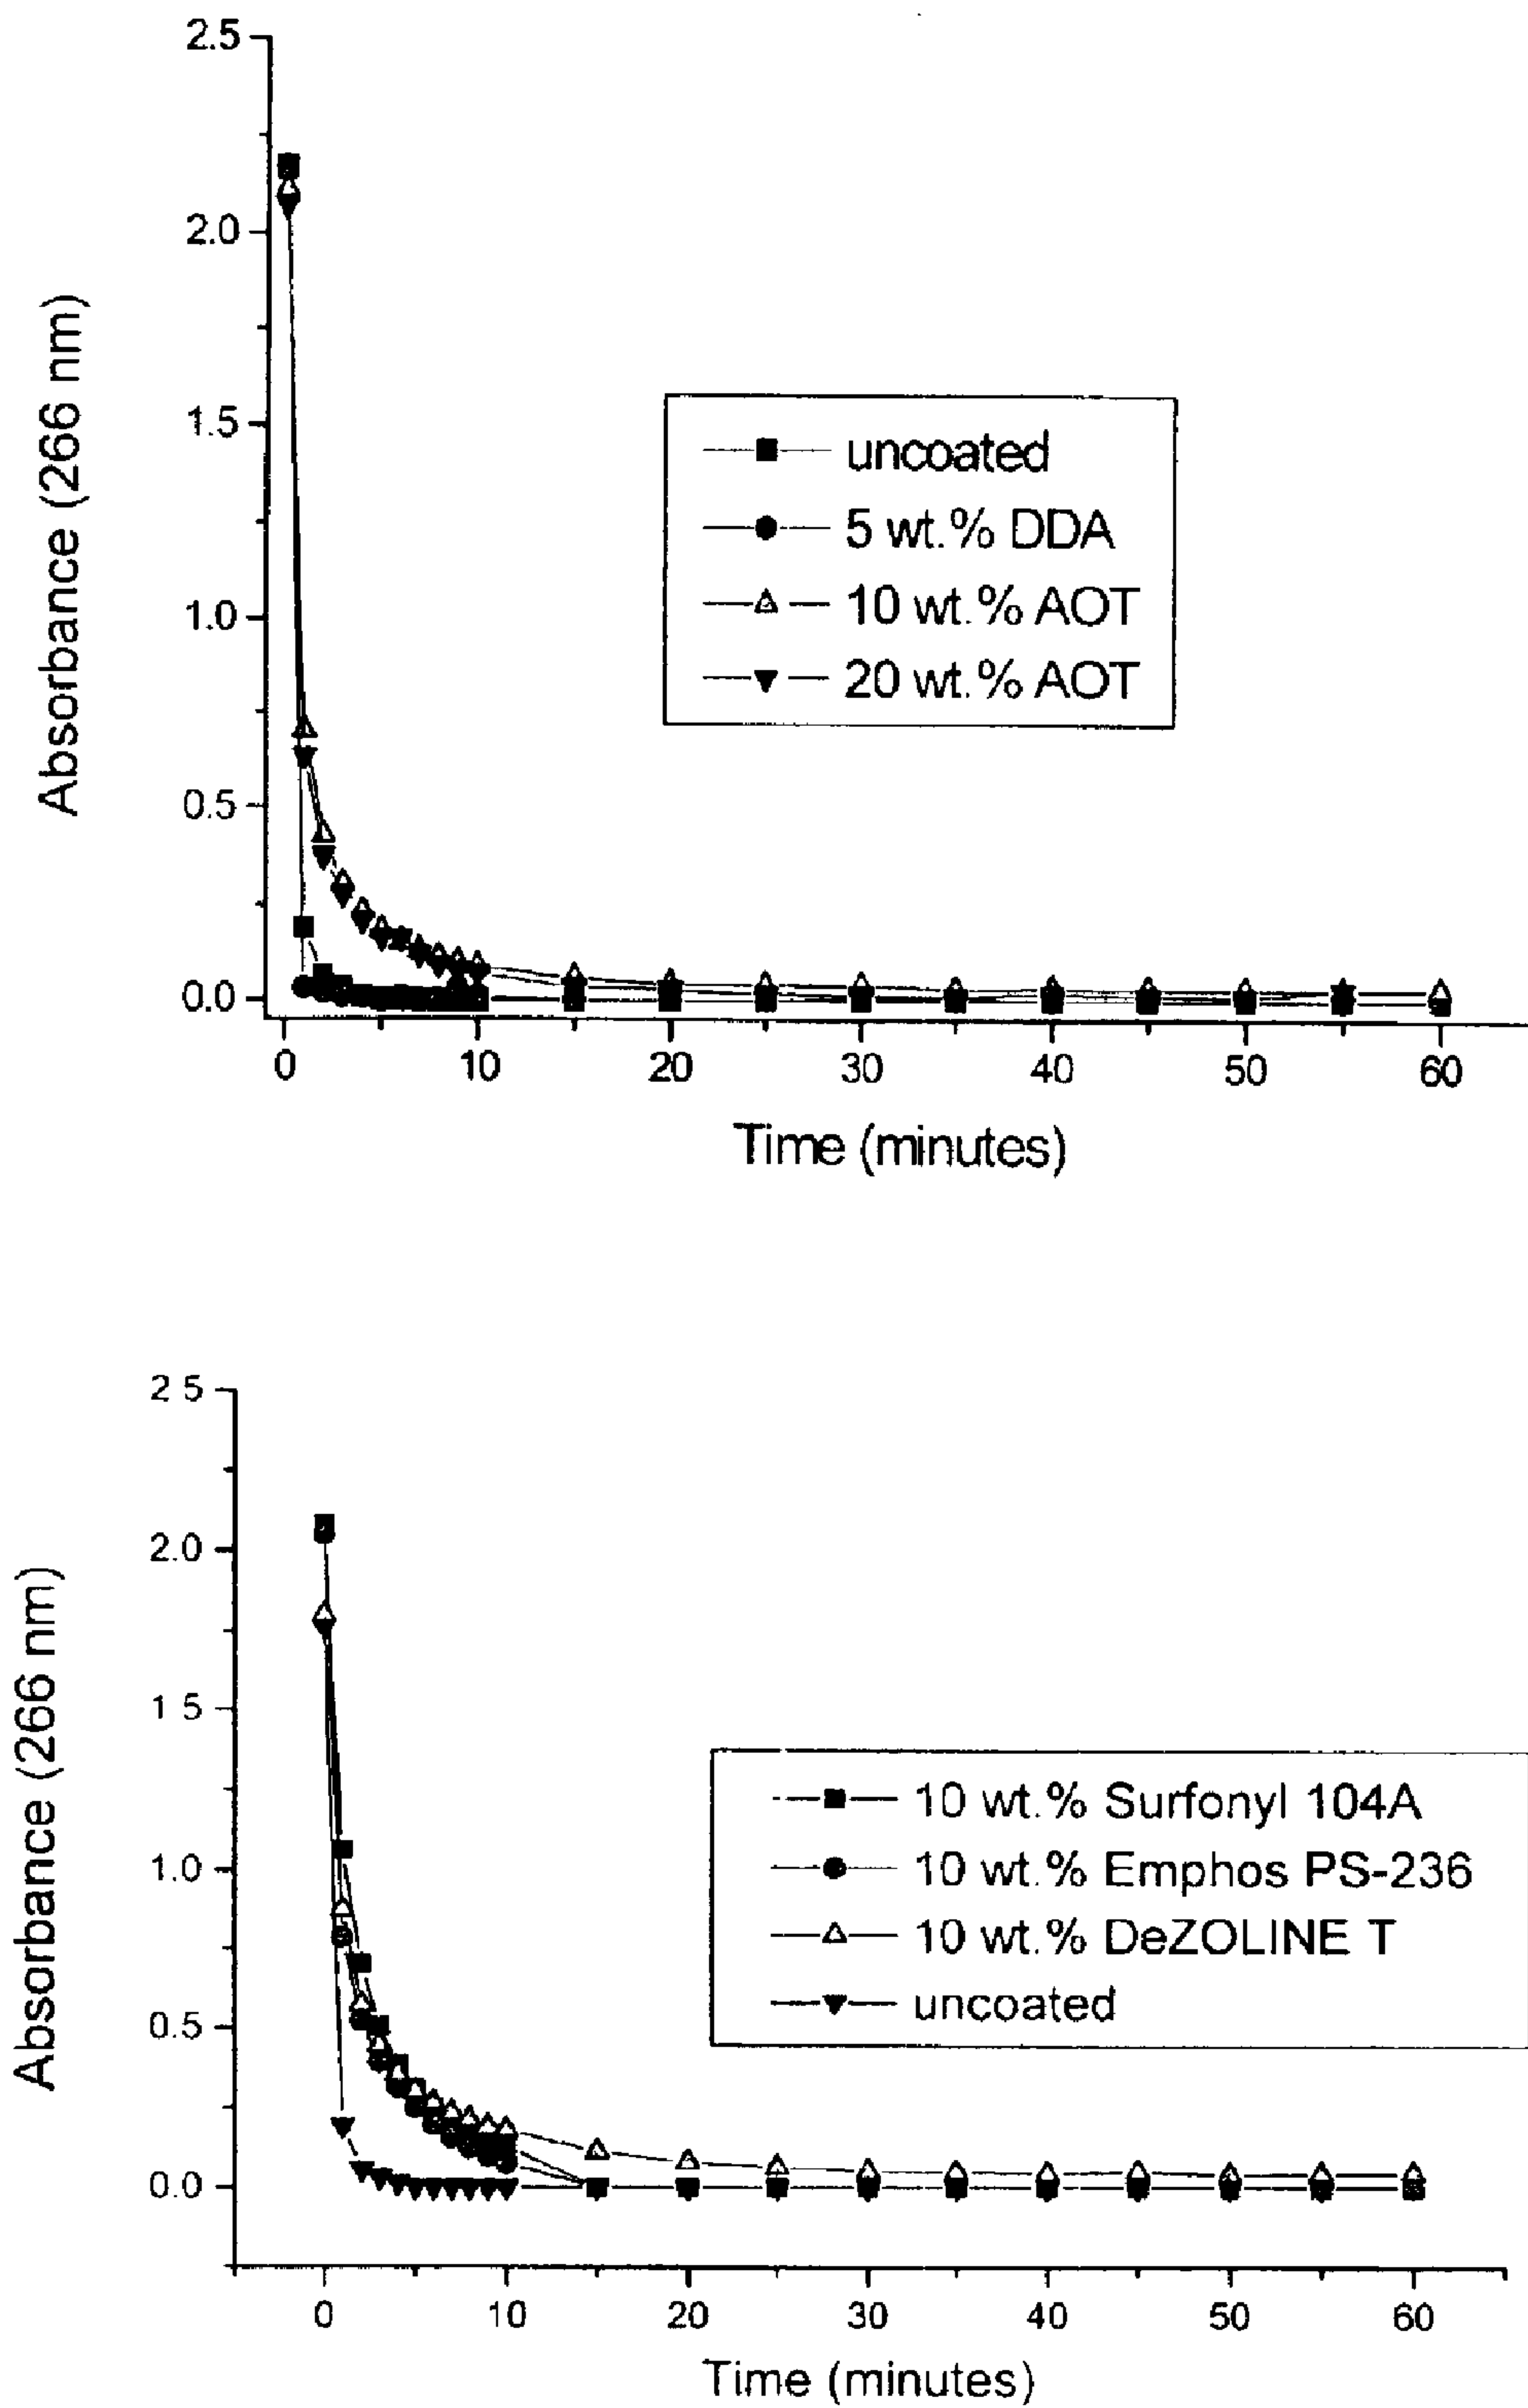 2.5
2.0
1.5
1.0
0.5
0.0
Absorbance (266 nm)
uncoated
5 wt.% DDA
10 wt.% AOT
20 wt.% AOT
0 10 20 30 40 50 60
Time (minutes)
2 5
2.0
1 5
1.0
0.5
0.0
Absorbance (266 nm)
10 wt.% Surfonyl 104A
10 wt.% Emphos PS-236
10 wt.% DeZOLINE T
uncoated
0 10 20 30 40 50 60
Time (minutes)